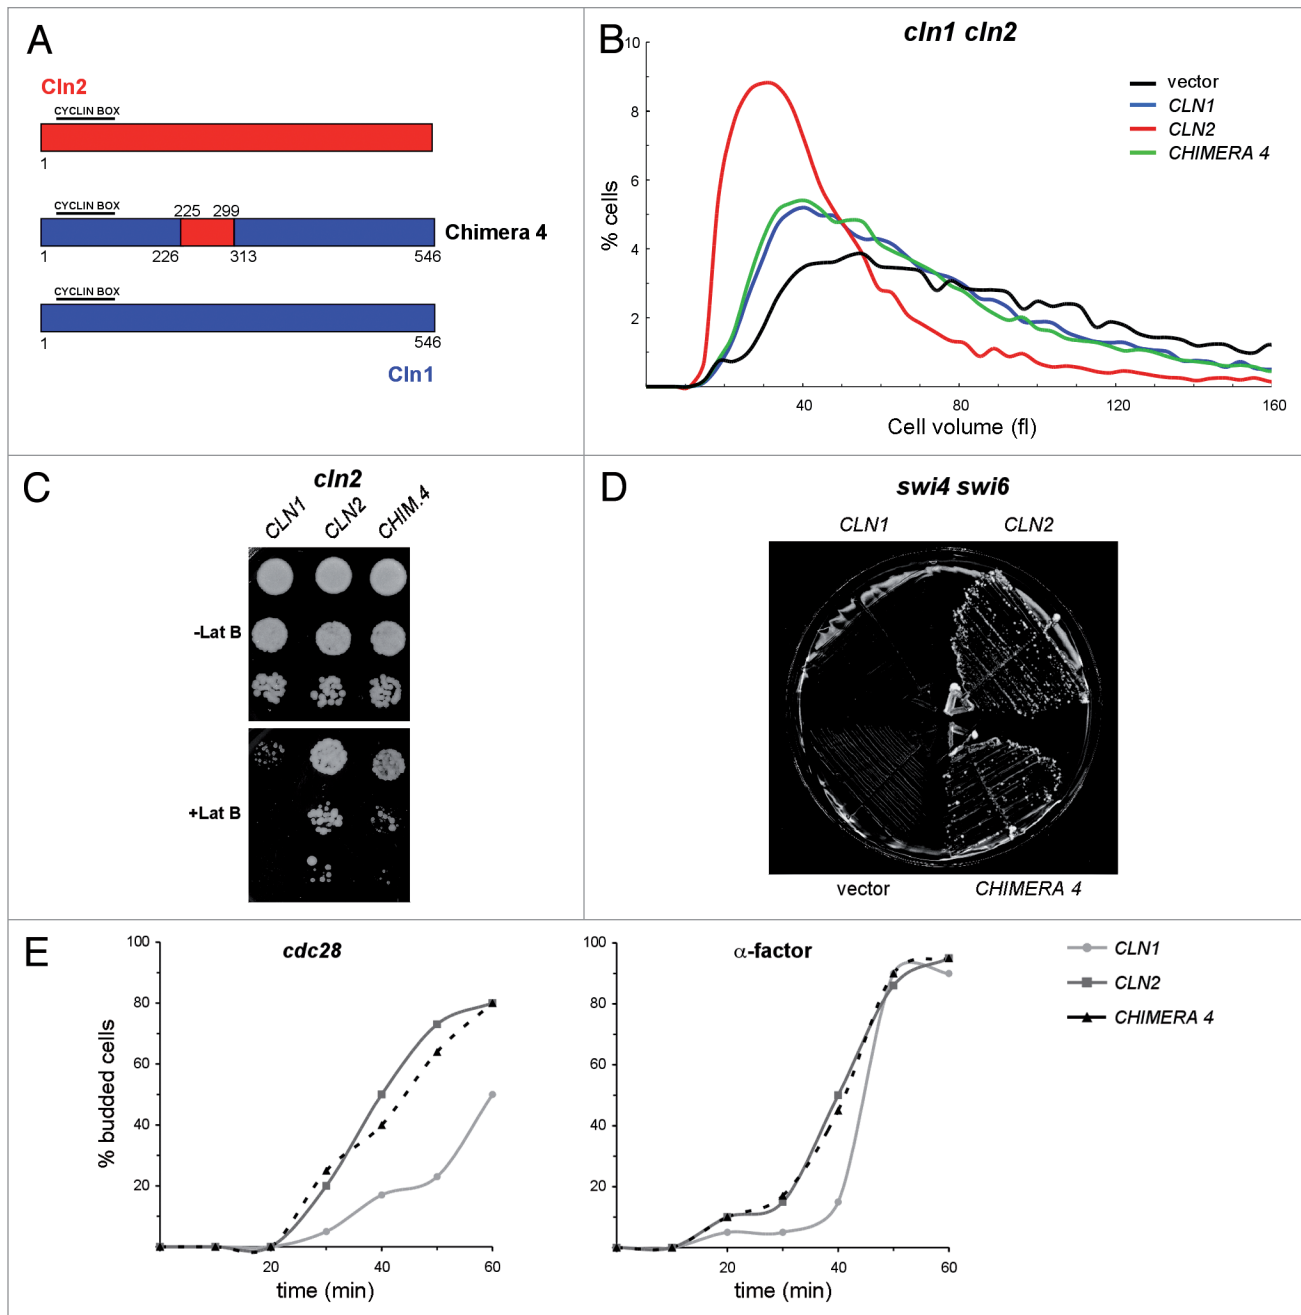 A
Cln2
CYCLIN BOX
1
CYCLIN BOX
225 299
Chimera 4
1 226 313 546
CYCLIN BOX
1 546
Cln1
B
cln1 cln2
10
8
6
4
2
% cells
vector
CLN1
CLN2
CHIMERA 4
40 80 120 160
Cell volume (fl)
C
cln2
CLN1 CLN2 CHIM.4
-Lat B
+Lat B
D
swi4 swi6
CLN1 CLN2
vector CHIMERA 4
E
cdc28
100
80
60
40
20
% budded cells
20 40 60
time (min)
α-factor
100
80
60
40
20
20 40 60
time (min)
CLN1
CLN2
CHIMERA 4